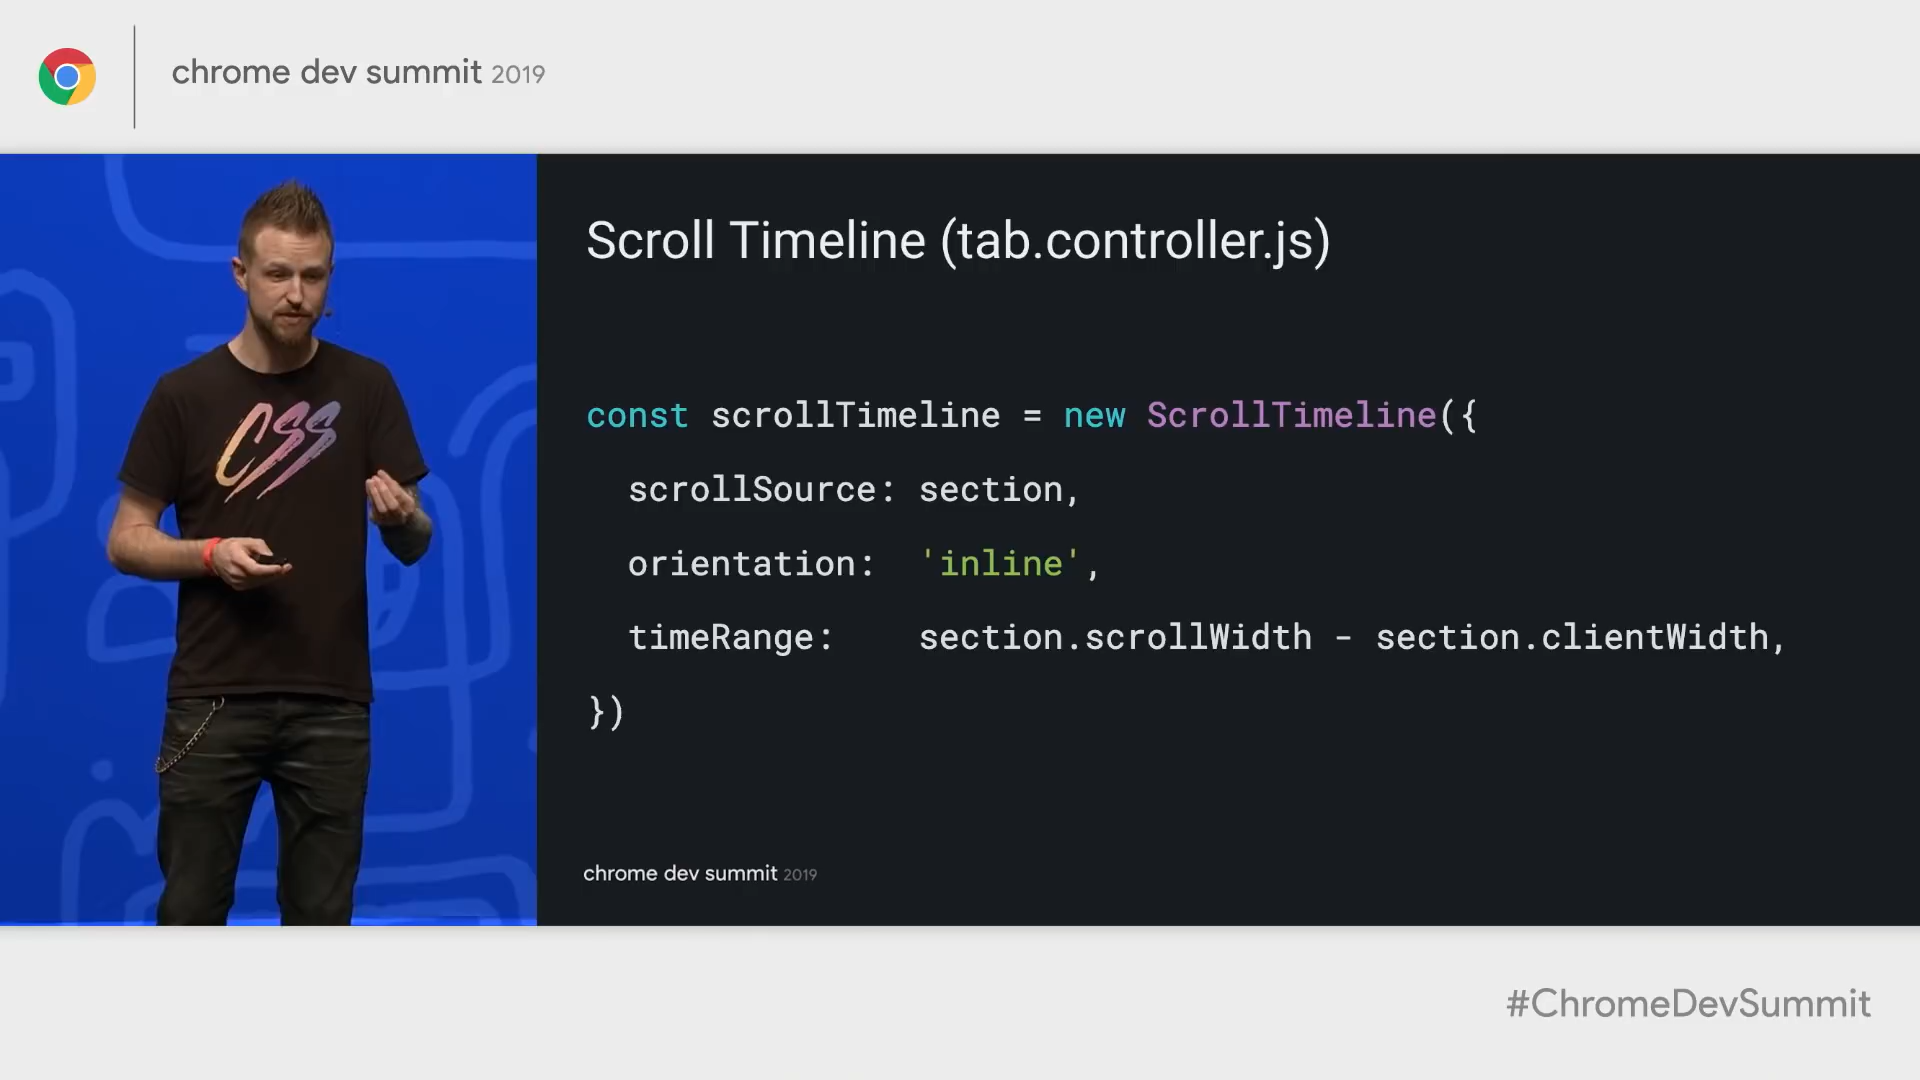 chrome dev summit 2019
Scroll Timeline (tab.controller.js)
CSS
const scrollTimeline = new ScrollTimeline({
scrollSource: section,
orientation: 'inline',
timeRange: section.scrollWidth - section.clientWidth,
})
chrome dev summit 2019
#ChromeDevSummit